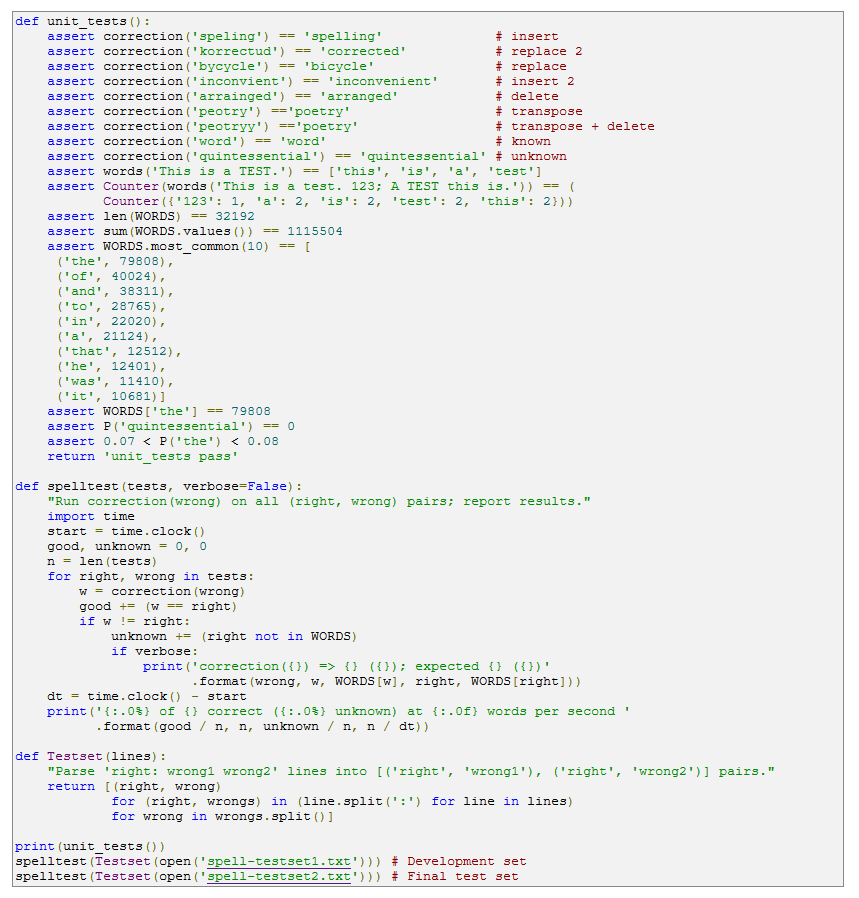 def unit_tests():
    assert correction('speling') == 'spelling'              # insert
    assert correction('korrectud') == 'corrected'           # replace 2
    assert correction('bycycle') == 'bicycle'               # replace
    assert correction('inconvient') == 'inconvenient'       # insert 2
    assert correction('arrainged') == 'arranged'            # delete
    assert correction('peotry') =='poetry'                  # transpose
    assert correction('peotryy') =='poetry'                 # transpose + delete
    assert correction('word') == 'word'                     # known
    assert correction('quintessential') == 'quintessential' # unknown
    assert words('This is a TEST.') == ['this', 'is', 'a', 'test']
    assert Counter(words('This is a test. 123; A TEST this is.')) == (
           Counter({'123': 1, 'a': 2, 'is': 2, 'test': 2, 'this': 2}))
    assert len(WORDS) == 32192
    assert sum(WORDS.values()) == 1115504
    assert WORDS.most_common(10) == [
     ('the', 79808),
     ('of', 40024),
     ('and', 38311),
     ('to', 28765),
     ('in', 22020),
     ('a', 21124),
     ('that', 12512),
     ('he', 12401),
     ('was', 11410),
     ('it', 10681)]
    assert WORDS['the'] == 79808
    assert P('quintessential') == 0
    assert 0.07 < P('the') < 0.08
    return 'unit_tests pass'

def spelltest(tests, verbose=False):
    "Run correction(wrong) on all (right, wrong) pairs; report results."
    import time
    start = time.clock()
    good, unknown = 0, 0
    n = len(tests)
    for right, wrong in tests:
        w = correction(wrong)
        good += (w == right)
        if w != right:
            unknown += (right not in WORDS)
            if verbose:
                print('correction({}) => {} ({}); expected {} ({})'
                      .format(wrong, w, WORDS[w], right, WORDS[right]))
    dt = time.clock() - start
    print('{:.0%} of {} correct ({:.0%} unknown) at {:.0f} words per second '
          .format(good / n, n, unknown / n, n / dt))

def Testset(lines):
    "Parse 'right: wrong1 wrong2' lines into [('right', 'wrong1'), ('right', 'wrong2')] pairs."
    return [(right, wrong)
            for (right, wrongs) in (line.split(':') for line in lines)
            for wrong in wrongs.split()]

print(unit_tests())
spelltest(Testset(open('spell-testset1.txt'))) # Development set
spelltest(Testset(open('spell-testset2.txt'))) # Final test set